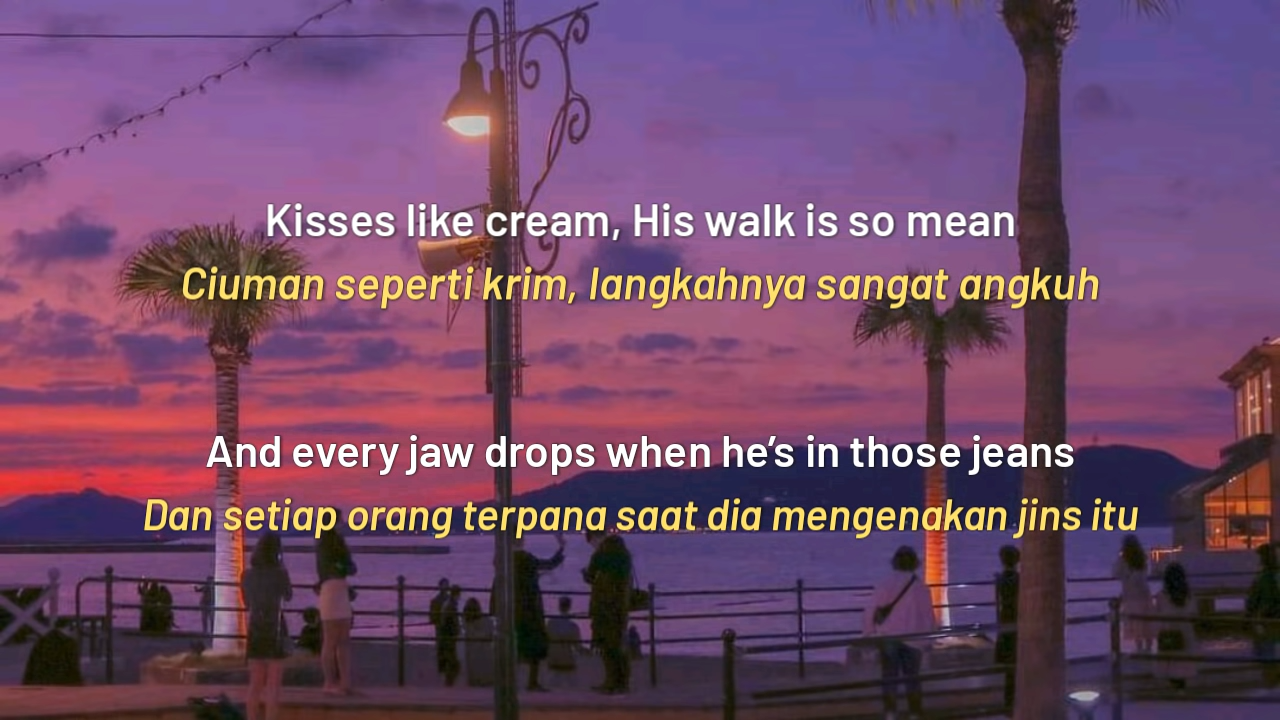 Kisses like cream, His walk is so mean
Ciuman seperti krim, langkahnya sangat angkuh
And every jaw drops when he’s in those jeans
Dan setiap orang terpana saat dia mengenakan jins itu